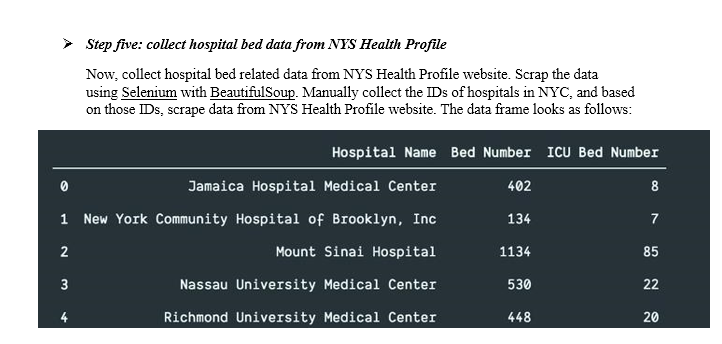 ➢ Step five: collect hospital bed data from NYS Health Profile
Now, collect hospital bed related data from NYS Health Profile website. Scrap the data
using Selenium with BeautifulSoup. Manually collect the IDs of hospitals in NYC, and based
on those IDs, scrape data from NYS Health Profile website. The data frame looks as follows:
Hospital Name Bed Number ICU Bed Number
0 Jamaica Hospital Medical Center 402 8
1 New York Community Hospital of Brooklyn, Inc 134 7
2 Mount Sinai Hospital 1134 85
3 Nassau University Medical Center 530 22
4 Richmond University Medical Center 448 20